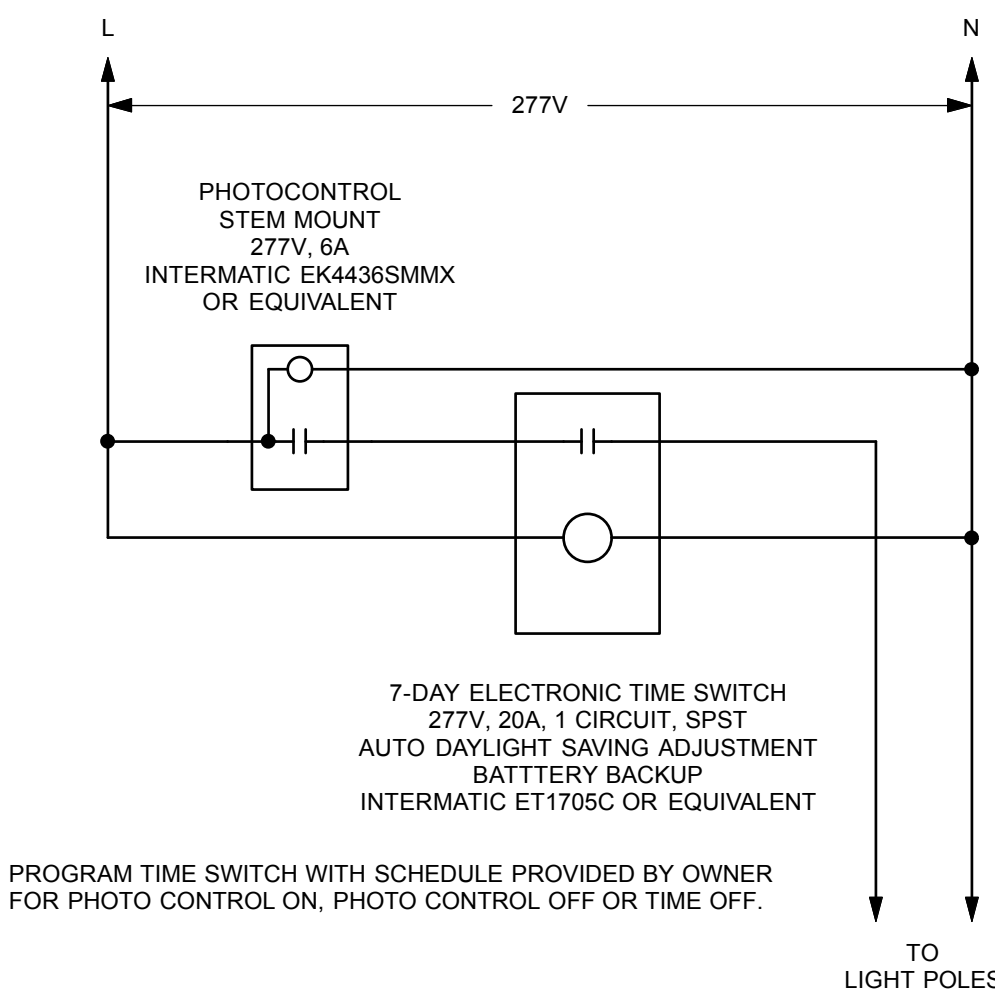 L
N
277V
PHOTOCONTROL
STEM MOUNT
277V, 6A
INTERMATIC EK4436SMMX
OR EQUIVALENT
7-DAY ELECTRONIC TIME SWITCH
277V, 20A, 1 CIRCUIT, SPST
AUTO DAYLIGHT SAVING ADJUSTMENT
BATTTERY BACKUP
INTERMATIC ET1705C OR EQUIVALENT
PROGRAM TIME SWITCH WITH SCHEDULE PROVIDED BY OWNER
FOR PHOTO CONTROL ON, PHOTO CONTROL OFF OR TIME OFF.
TO
LIGHT POLES